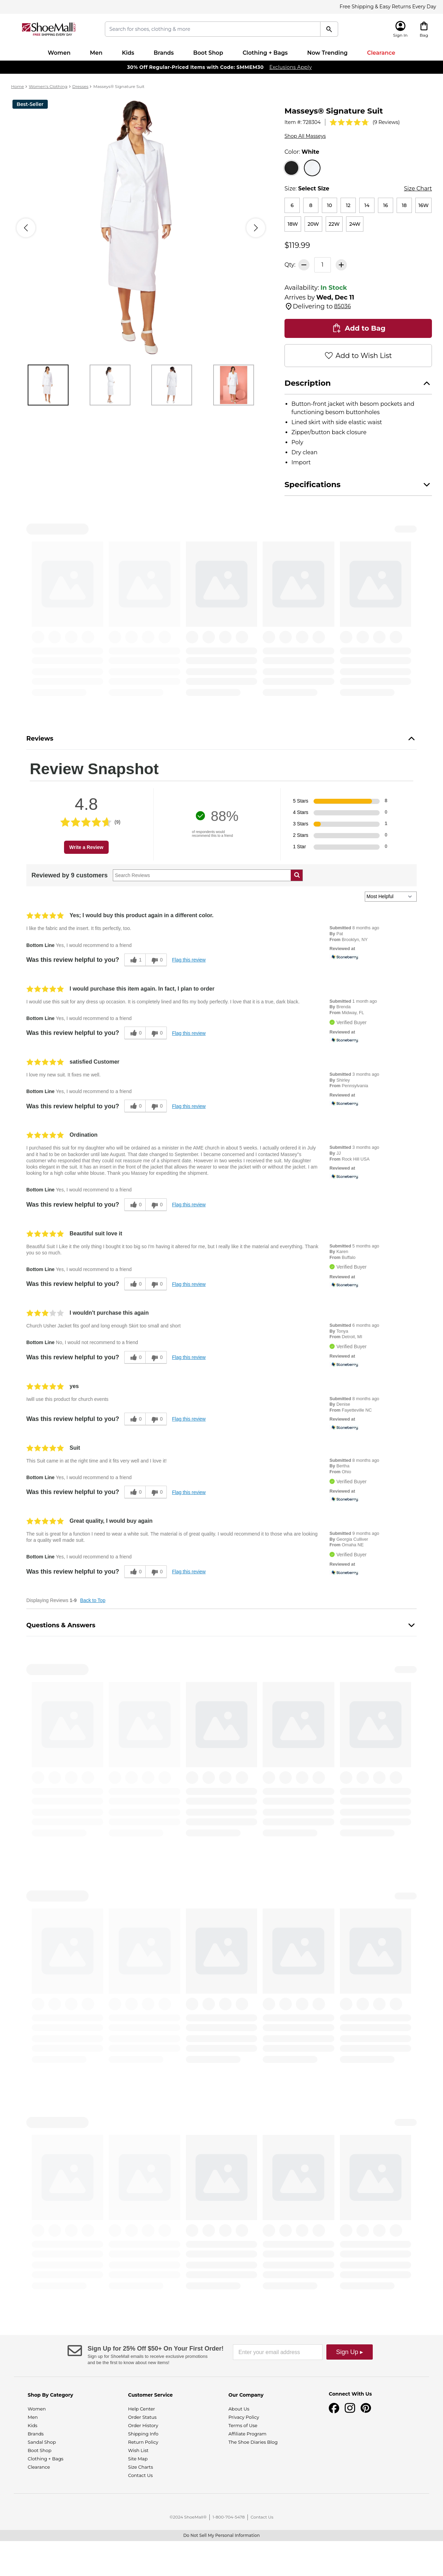 Free Shipping & Easy Returns Every Day
ShoeMall
FREE SHIPPING EVERY DAY
Search for shoes, clothing & more
Sign In
Bag
Women Men Kids Brands Boot Shop Clothing + Bags Now Trending Clearance
30% Off Regular-Priced Items with Code: SMMEM30 Exclusions Apply
Home > Women's Clothing > Dresses > Masseys® Signature Suit
Best-Seller
Masseys® Signature Suit
Item #: 728304 (9 Reviews)
Shop All Masseys
Color: White
Size: Select Size Size Chart
6 8 10 12 14 16 18 16W
18W 20W 22W 24W
$119.99
Qty: 1
Availability: In Stock
Arrives by Wed, Dec 11
Delivering to 85036
Add to Bag
Add to Wish List
Description
• Button-front jacket with besom pockets and
functioning besom buttonholes
• Lined skirt with side elastic waist
• Zipper/button back closure
• Poly
• Dry clean
• Import
Specifications
Reviews
Review Snapshot
4.8
(9)
Write a Review
88%
of respondents would
recommend this to a friend
5 Stars 8
4 Stars 0
3 Stars 1
2 Stars 0
1 Star 0
Reviewed by 9 customers
Search Reviews
Most Helpful
Yes; I would buy this product again in a different color.
I like the fabric and the insert. It fits perfectly, too.
Bottom Line Yes, I would recommend to a friend
Was this review helpful to you? 1 0 Flag this review
Submitted 8 months ago
By Pat
From Brooklyn, NY
Reviewed at
Stoneberry.
I would purchase this item again. In fact, I plan to order
I would use this suit for any dress up occasion. It is completely lined and fits my body perfectly. I love that it is a true, dark black.
Bottom Line Yes, I would recommend to a friend
Was this review helpful to you? 0 0 Flag this review
Submitted 1 month ago
By Brenda
From Midway, FL
Verified Buyer
Reviewed at
Stoneberry.
satisfied Customer
I love my new suit. It fixes me well.
Bottom Line Yes, I would recommend to a friend
Was this review helpful to you? 0 0 Flag this review
Submitted 3 months ago
By Shirley
From Pennsylvania
Reviewed at
Stoneberry.
Ordination
I purchased this suit for my daughter who will be ordained as a minister in the AME church in about 5 weeks. I actually ordered it in July
and it had to be on backorder until late August. That date changed to September. I became concerned and I contacted Massey"s
customer who responded that they could not reassure me of a shipment date. However in two weeks I received the suit. My daughter
looks elegant in the suit. It has an insert in the front of the jacket that allows the wearer to wear the jacket with or without the jacket. I am
looking for a high collar white blouse. Thank you Massey for expediting the shipment.
Bottom Line Yes, I would recommend to a friend
Was this review helpful to you? 0 0 Flag this review
Submitted 3 months ago
By JJ
From Rock Hill USA
Reviewed at
Stoneberry.
Beautiful suit love it
Beautiful Suit I Like it the only thing I bought it too big so I'm having it altered for me, but I really like it the material and everything. Thank
you so so much.
Bottom Line Yes, I would recommend to a friend
Was this review helpful to you? 0 0 Flag this review
Submitted 5 months ago
By Karen
From Buffalo
Verified Buyer
Reviewed at
Stoneberry.
I wouldn't purchase this again
Church Usher Jacket fits good and long enough Skirt too small and short
Bottom Line No, I would not recommend to a friend
Was this review helpful to you? 0 0 Flag this review
Submitted 6 months ago
By Tonya
From Detroit, MI
Verified Buyer
Reviewed at
Stoneberry.
yes
Iwill use this product for church events
Was this review helpful to you? 0 0 Flag this review
Submitted 8 months ago
By Denise
From Fayetteville NC
Reviewed at
Stoneberry.
Suit
This Suit came in at the right time and it fits very well and I love it!
Bottom Line Yes, I would recommend to a friend
Was this review helpful to you? 0 0 Flag this review
Submitted 8 months ago
By Bertha
From Ohio
Verified Buyer
Reviewed at
Stoneberry.
Great quality, I would buy again
The suit is great for a function I need to wear a white suit. The material is of great quality. I would recommend it to those who are looking
for a quality well made suit.
Bottom Line Yes, I would recommend to a friend
Was this review helpful to you? 0 0 Flag this review
Submitted 9 months ago
By Georgia Cultiver
From Omaha NE
Verified Buyer
Reviewed at
Stoneberry.
Displaying Reviews 1-9 Back to Top
Questions & Answers
Sign Up for 25% Off $50+ On Your First Order!
Sign up for ShoeMall emails to receive exclusive promotions
and be the first to know about new items!
Enter your email address
Sign Up ▸
Shop By Category
Women
Men
Kids
Brands
Sandal Shop
Boot Shop
Clothing + Bags
Clearance
Customer Service
Help Center
Order Status
Order History
Shipping Info
Return Policy
Wish List
Site Map
Size Charts
Contact Us
Our Company
About Us
Privacy Policy
Terms of Use
Affiliate Program
The Shoe Diaries Blog
Connect With Us
©2024 ShoeMall® | 1-800-704-5478 | Contact Us
Do Not Sell My Personal Information